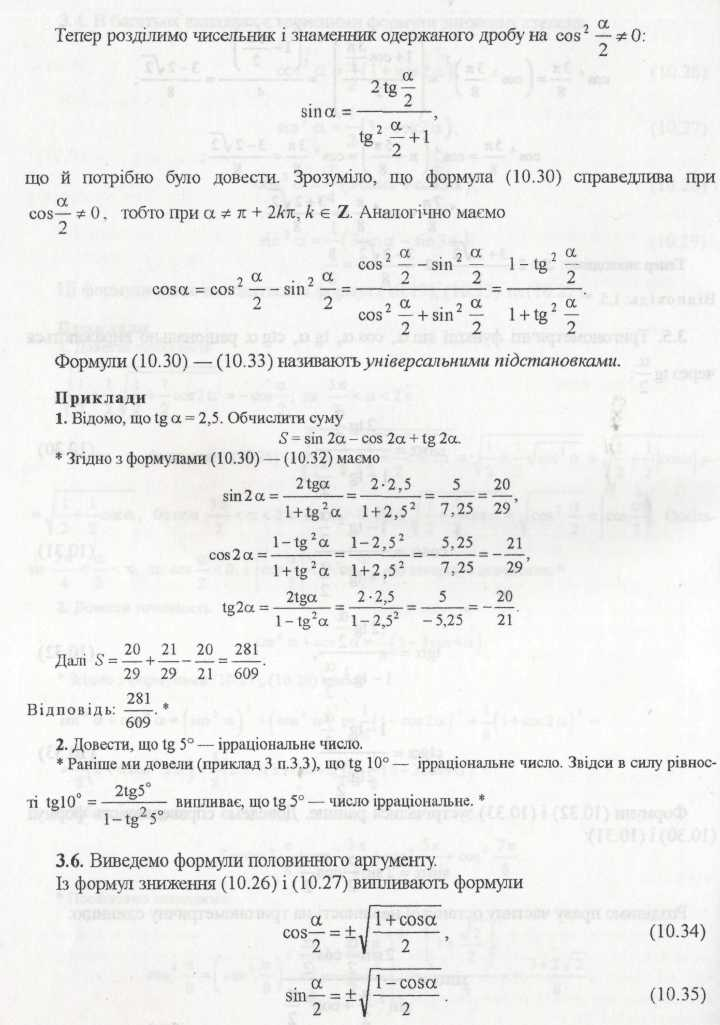 Тепер розділимо чисельник і знаменник одержаного дробу на cos² α/2 ≠ 0:
sin α = (2 tg α/2) / (tg² α/2 + 1),
що й потрібно було довести. Зрозуміло, що формула (10.30) справедлива при
cos α/2 ≠ 0, тобто при α ≠ π + 2kπ, k ∈ Z. Аналогічно маємо
cos α = cos² α/2 – sin² α/2 = (cos² α/2 – sin² α/2) / (cos² α/2 + sin² α/2) = (1 – tg² α/2) / (1 + tg² α/2)
Формули (10.30) — (10.33) називають універсальними підстановками.
Приклади
1. Відомо, що tg α = 2,5. Обчислити суму
S = sin 2α – cos 2α + tg 2α.
* Згідно з формулами (10.30) — (10.32) маємо
sin 2α = 2tgα / (1 + tg²α) = 2·2,5 / (1 + 2,5²) = 5/7,25 = 20/29,
cos 2α = (1 – tg²α) / (1 + tg²α) = (1 – 2,5²) / (1 + 2,5²) = – 5,25/7,25 = – 21/29,
tg2α = 2tgα / (1 – tg²α) = 2·2,5 / (1 – 2,5²) = 5/–5,25 = – 20/21.
Далі S = 20/29 + 21/29 – 20/21 = 281/609.
Відповідь: 281/609. *
2. Довести, що tg 5° — ірраціональне число.
* Раніше ми довели (приклад 3 п.3,3), що tg 10° — ірраціональне число. Звідси в силу рівнос-
ті tg10° = 2tg5° / (1 – tg²5°) випливає, що tg 5° — число ірраціональне. *
3.6. Виведемо формули половинного аргументу.
Із формул зниження (10.26) і (10.27) випливають формули
cos α/2 = ± √((1 + cosα) / 2) , (10.34)
sin α/2 = ± √((1 – cosα) / 2) . (10.35)